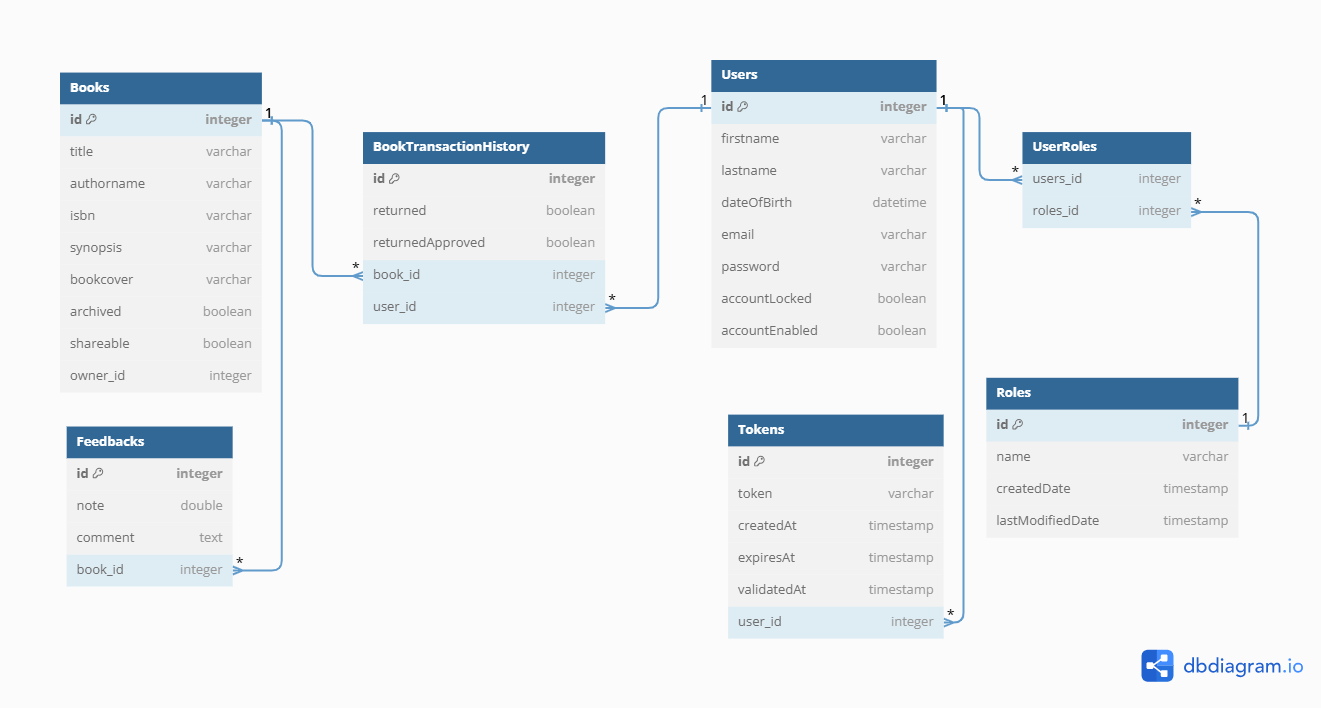 Books
id integer
title varchar
authorname varchar
isbn varchar
synopsis varchar
bookcover varchar
archived boolean
shareable boolean
owner_id integer
1
*
BookTransactionHistory
id integer
returned boolean
returnedApproved boolean
book_id integer
user_id integer
*
1
Users
id integer
firstname varchar
lastname varchar
dateOfBirth datetime
email varchar
password varchar
accountLocked boolean
accountEnabled boolean
1
*
UserRoles
users_id integer
roles_id integer
*
Feedbacks
id integer
note double
comment text
book_id integer
*
Tokens
id integer
token varchar
createdAt timestamp
expiresAt timestamp
validatedAt timestamp
user_id integer
*
Roles
id integer
name varchar
createdDate timestamp
lastModifiedDate timestamp
1
dbdiagram.io